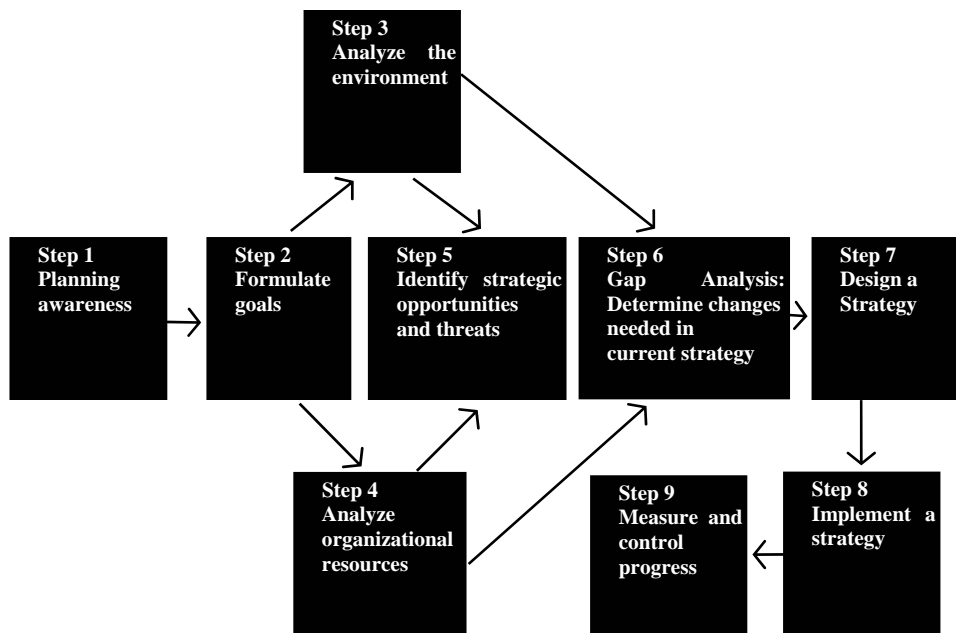 Step 1
Planning
awareness
Step 2
Formulate
goals
Step 3
Analyze the
environment
Step 4
Analyze
organizational
resources
Step 5
Identify strategic
opportunities
and threats
Step 6
Gap Analysis:
Determine changes
needed in
current strategy
Step 7
Design a
Strategy
Step 8
Implement a
strategy
Step 9
Measure and
control
progress